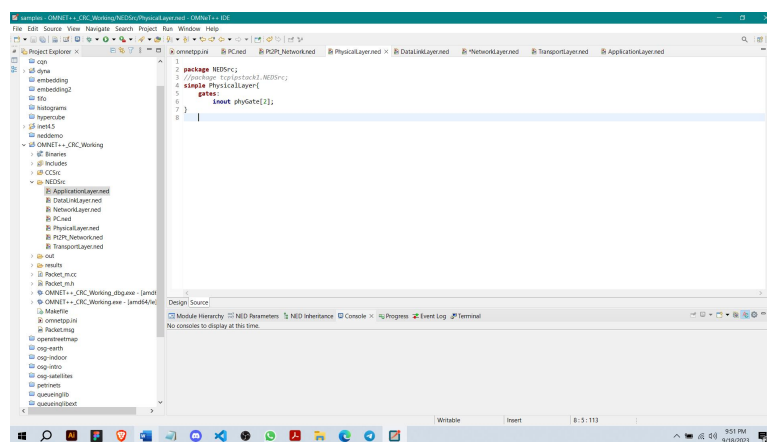 samples - OMNET++_CRC_Working/NEDSrc/PhysicalLayer.ned - OMNeT++ IDE
File Edit Source View Navigate Search Project Run Window Help
Project Explorer
omnetpp.ini PC.ned Pt2Pt_Network.ned PhysicalLayer.ned DataLinkLayer.ned *NetworkLayer.ned TransportLayer.ned ApplicationLayer.ned
cqn
dyna
embedding
embedding2
fifo
histograms
hypercube
inet4.5
neddemo
OMNET++_CRC_Working
Binaries
Includes
CCSrc
NEDSrc
ApplicationLayer.ned
DataLinkLayer.ned
NetworkLayer.ned
PC.ned
PhysicalLayer.ned
Pt2Pt_Network.ned
TransportLayer.ned
out
results
Packet_m.cc
Packet_m.h
OMNET++_CRC_Working_dbg.exe - [amd6
OMNET++_CRC_Working.exe - [amd64/le]
Makefile
omnetpp.ini
Packet.msg
openstreetmap
osg-earth
osg-indoor
osg-intro
osg-satellites
petrinets
queueinglib
queueinglibext
1
2 package NEDSrc;
3 //package tcpipstack1.NEDSrc;
4 simple PhysicalLayer{
5 gates:
6 inout phyGate[2];
7 }
8
Design Source
Module Hierarchy NED Parameters NED Inheritance Console Progress Event Log Terminal
No consoles to display at this time.
Writable Insert 8 : 5 : 113
9:51 PM
9/18/2023